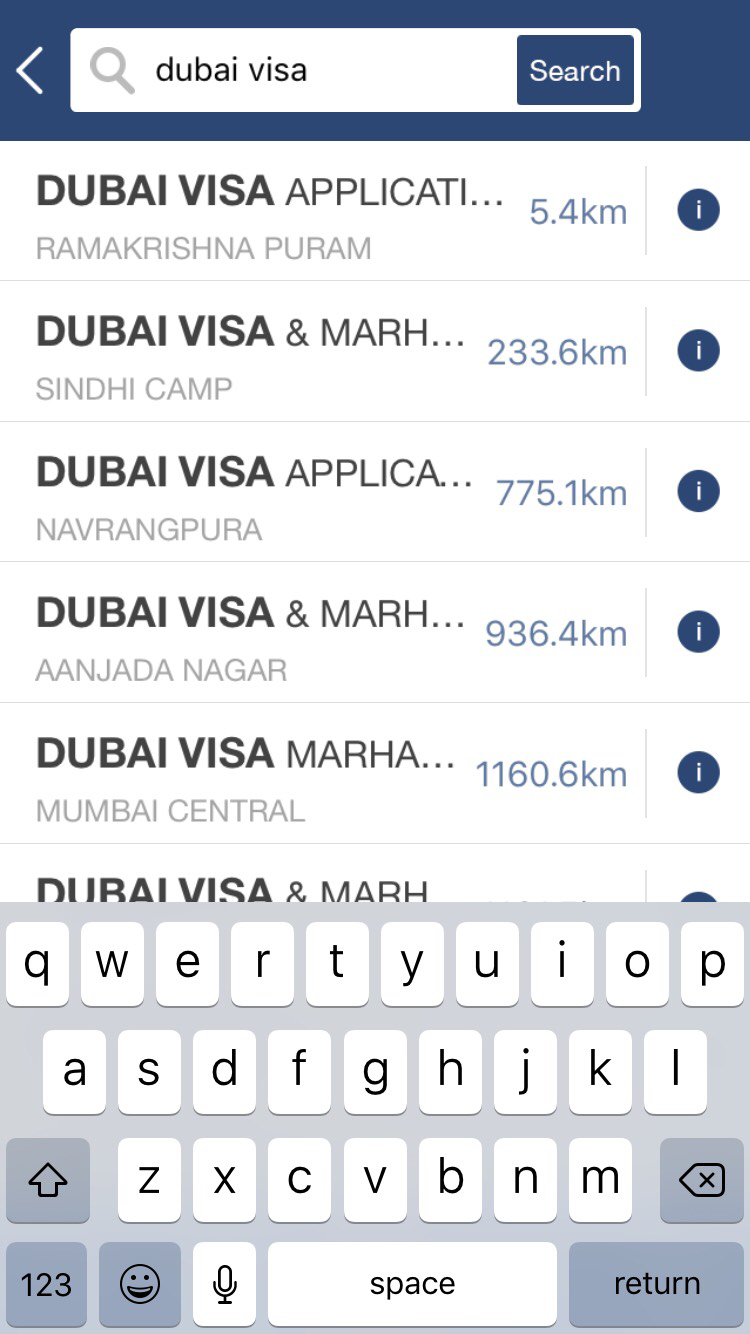 dubai visa
Search
DUBAI VISA APPLICATI...
5.4km
i
RAMAKRISHNA PURAM
DUBAI VISA & MARH...
233.6km
i
SINDHI CAMP
DUBAI VISA APPLICA...
775.1km
i
NAVRANGPURA
DUBAI VISA & MARH...
936.4km
i
AANJADA NAGAR
DUBAI VISA MARHA...
1160.6km
i
MUMBAI CENTRAL
DUBAI VISA & MARH
q w e r t y u i o p
a s d f g h j k l
z x c v b n m
123 space return